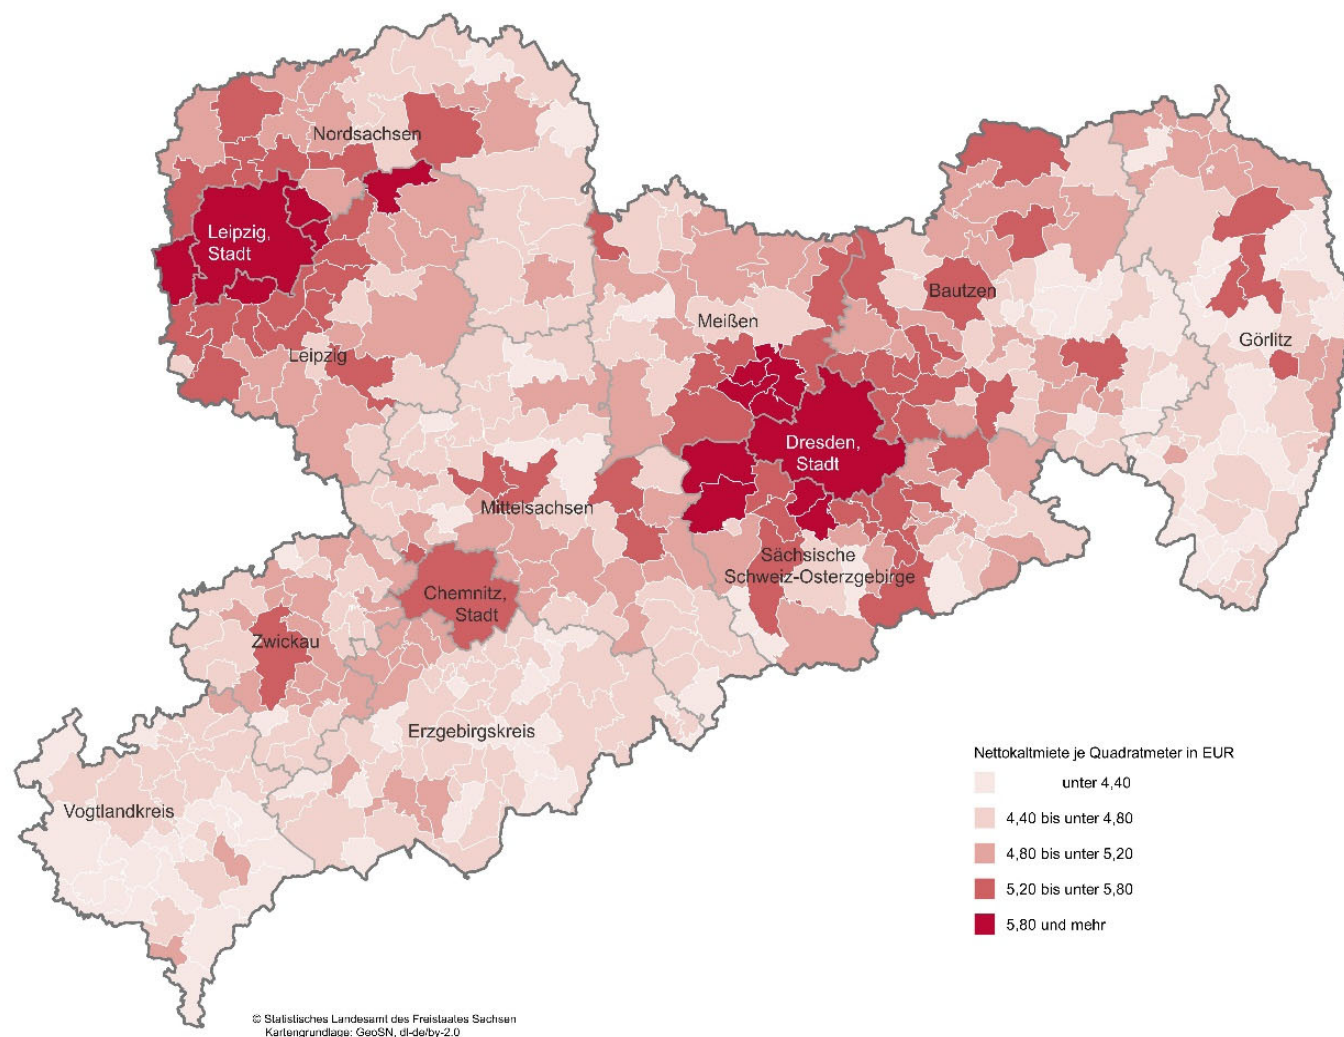 Nordsachsen
Leipzig,
Stadt
Leipzig
Meißen
Bautzen
Görlitz
Dresden,
Stadt
Mittelsachsen
Sächsische
Schweiz-Osterzgebirge
Chemnitz,
Stadt
Zwickau
Erzgebirgskreis
Vogtlandkreis
Nettokaltmiete je Quadratmeter in EUR
unter 4,40
4,40 bis unter 4,80
4,80 bis unter 5,20
5,20 bis unter 5,80
5,80 und mehr
© Statistisches Landesamt des Freistaates Sachsen
Kartengrundlage: GeoSN, dl-de/by-2.0